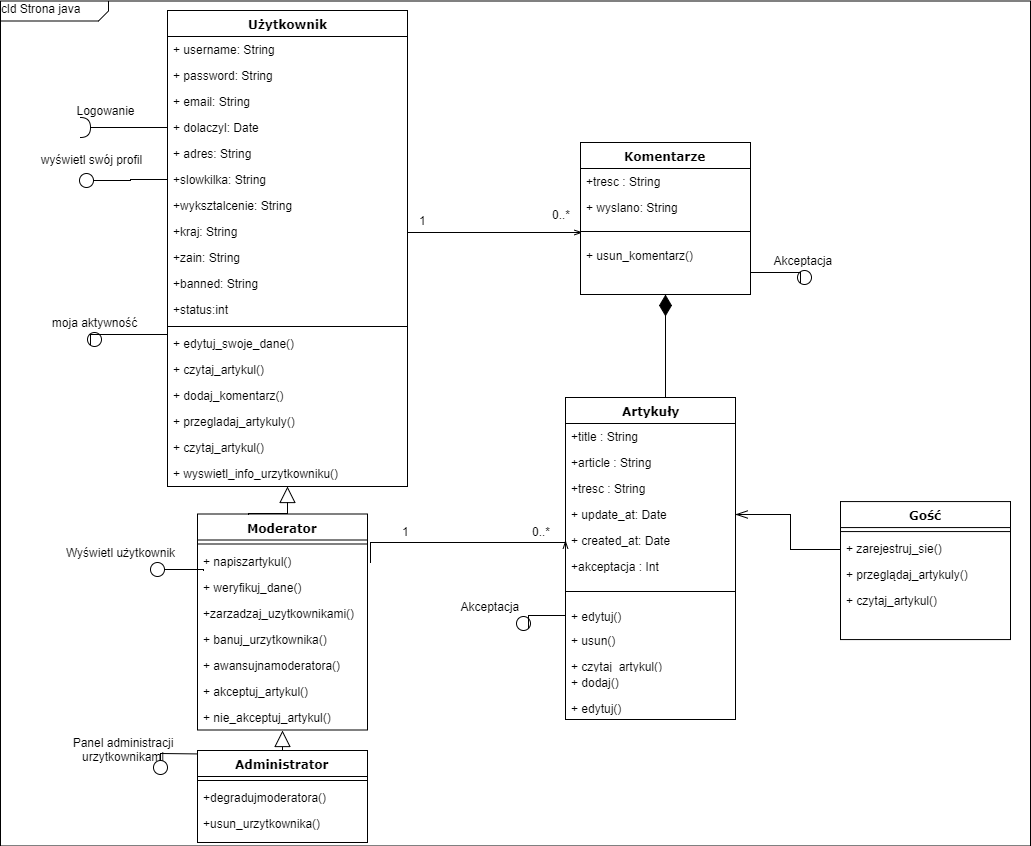 cld Strona java
Użytkownik
+ username: String
+ password: String
+ email: String
+ dolaczyl: Date
+ adres: String
+slowkilka: String
+wyksztalcenie: String
+kraj: String
+zain: String
+ banned: String
+status:int
+ edytuj_swoje_dane()
+ czytaj_artykul()
+ dodaj_komentarz()
+ przegladaj_artykuly()
+ czytaj_artykul()
+ wyswietl_info_urzytkowniku()
Logowanie
wyświetl swój profil
moja aktywność
1
0..*
Komentarze
+tresc : String
+ wyslano: String
+ usun_komentarz()
Akceptacja
Artykuły
+title : String
+article : String
+tresc : String
+ update_at: Date
+ created_at: Date
+akceptacja : Int
+ edytuj()
+ usun()
+ czytaj_artykul()
+ dodaj()
+ edytuj()
Akceptacja
Gość
+ zarejestruj_sie()
+ przeglądaj_artykuly()
+ czytaj_artykul()
1
0..*
Moderator
+ napiszartykul()
+ weryfikuj_dane()
+zarzadzaj_uzytkownikami()
+ banuj_urzytkownika()
+ awansujnamoderatora()
+ akceptuj_artykul()
+ nie_akceptuj_artykul()
Wyświetl użytkownik
Panel administracji
urzytkownikami
Administrator
+degradujmoderatora()
+usun_urzytkownika()